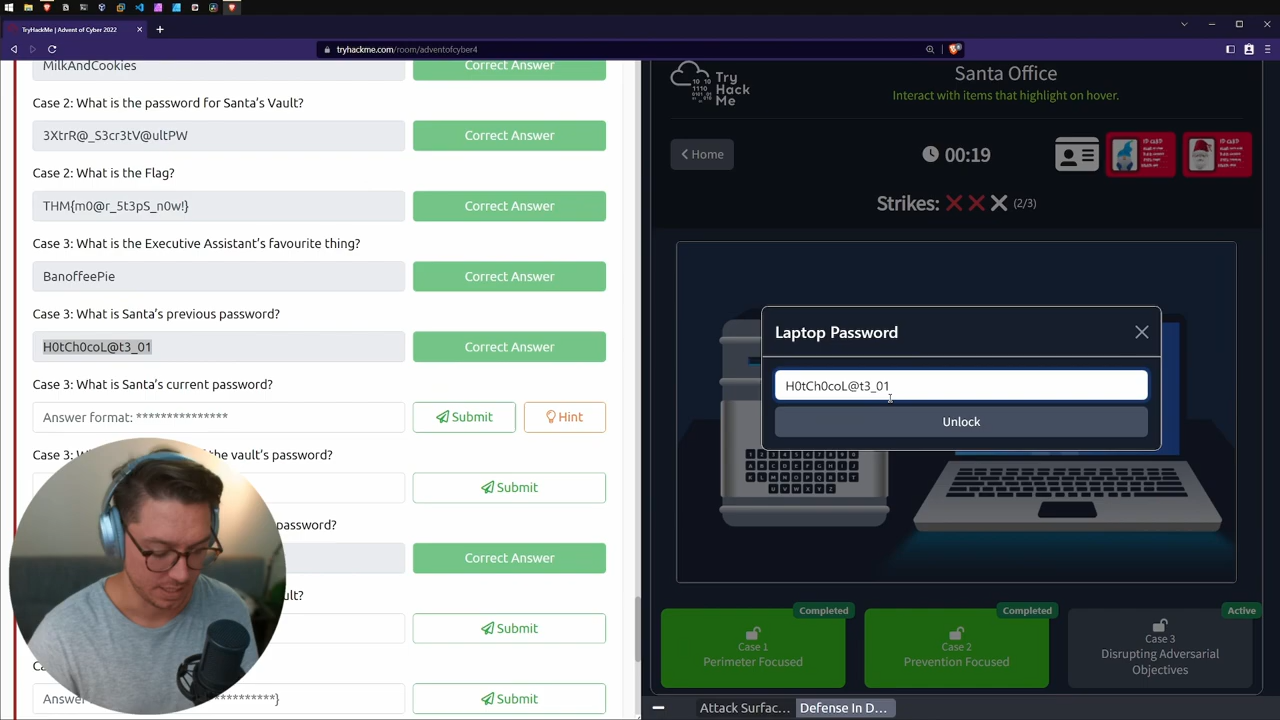 TryHackMe | Advent of Cyber 2022
tryhackme.com/room/adventofcyber4
MilkAndCookies
Correct Answer
Case 2: What is the password for Santa's Vault?
3XtrR@_S3cr3tV@ultPW
Correct Answer
Case 2: What is the Flag?
THM{m0@r_5t3pS_n0w!}
Correct Answer
Case 3: What is the Executive Assistant's favourite thing?
BanoffeePie
Correct Answer
Case 3: What is Santa's previous password?
H0tCh0coL@t3_01
Correct Answer
Case 3: What is Santa's current password?
Answer format: ***************
Submit
Hint
Case 3: W
the vault's password?
Submit
password?
Correct Answer
ult?
Submit
Ca
Answ
***********}
Submit
Try
Hack
Me
Santa Office
Interact with items that highlight on hover.
Home
00:19
Strikes:
(2/3)
Laptop Password
H0tCh0coL@t3_01
Unlock
Completed
Case 1
Perimeter Focused
Completed
Case 2
Prevention Focused
Active
Case 3
Disrupting Adversarial
Objectives
Attack Surfac...
Defense In D...